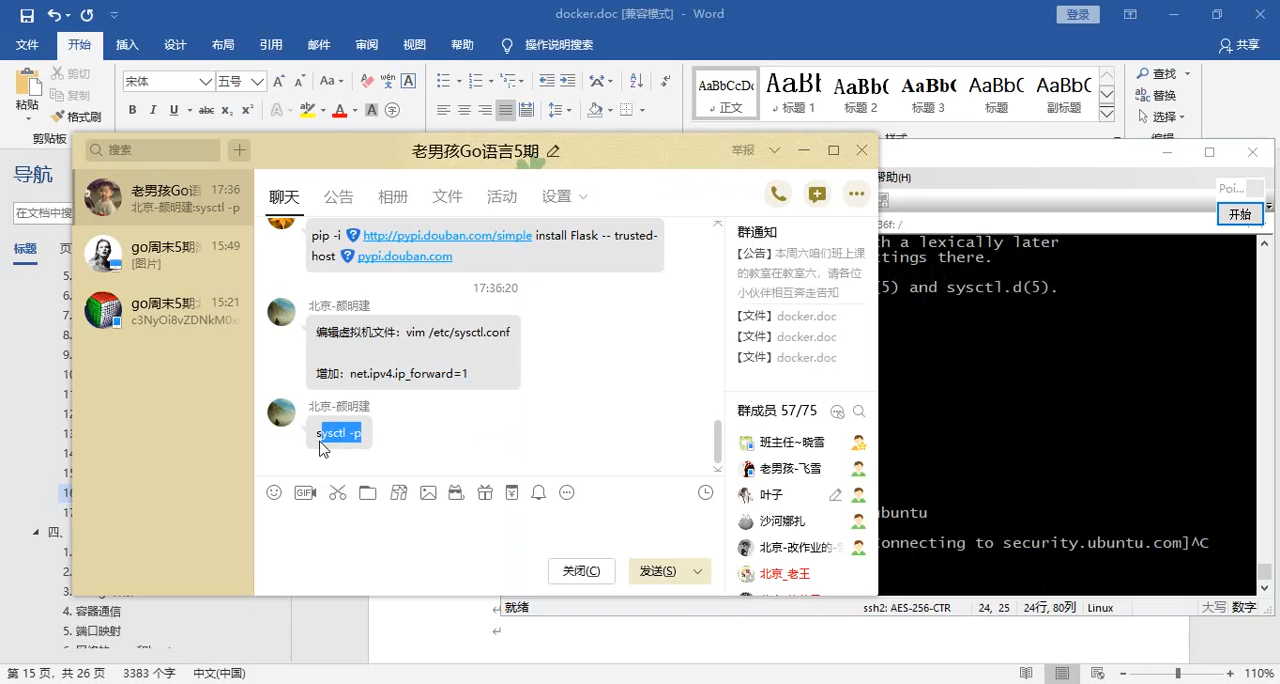 docker.doc [兼容模式] - Word
登录
文件 开始 插入 设计 布局 引用 邮件 审阅 视图 帮助 操作说明搜索 共享
剪切
复制
粘贴
格式刷
剪贴板
宋体 五号
AaBbCcDc AaBl AaBbC AaBbC AaBbC AaBbC
正文 标题 1 标题 2 标题 3 标题 副标题
查找
替换
选择
导航
在文档中搜
标题
搜索
老男孩Go语言5期
举报
老男孩Go语 17:36
北京-颜明建:sysctl -p
go周末5期 15:49
[图片]
go周末5期 15:21
c3NyOi8vZDNkM0
聊天 公告 相册 文件 活动 设置
pip -i http://pypi.douban.com/simple install Flask -- trusted-
host pypi.douban.com
17:36:20
北京-颜明建
编辑虚拟机文件：vim /etc/sysctl.conf
增加：net.ipv4.ip_forward=1
北京-颜明建
sysctl -p
关闭(C) 发送(S)
群通知
【公告】本周六咱们班上课
的教室在教室六，请各位
小伙伴相互奔走告知
【文件】docker.doc
【文件】docker.doc
【文件】docker.doc
群成员 57/75
班主任~晓雪
老男孩-飞雪
叶子
沙河娜扎
北京-改作业的-
北京_老王
帮助(H)
Poi...
开始
36f: /
th a lexically later
ttings there.
(5) and sysctl.d(5).
ubuntu
Connecting to security.ubuntu.com]^C
就绪 ssh2: AES-256-CTR 24, 25 24行, 80列 Linux 大写 数字
四、
4. 容器通信
5. 端口映射
第 15 页，共 26 页 3383 个字 中文(中国) 110%